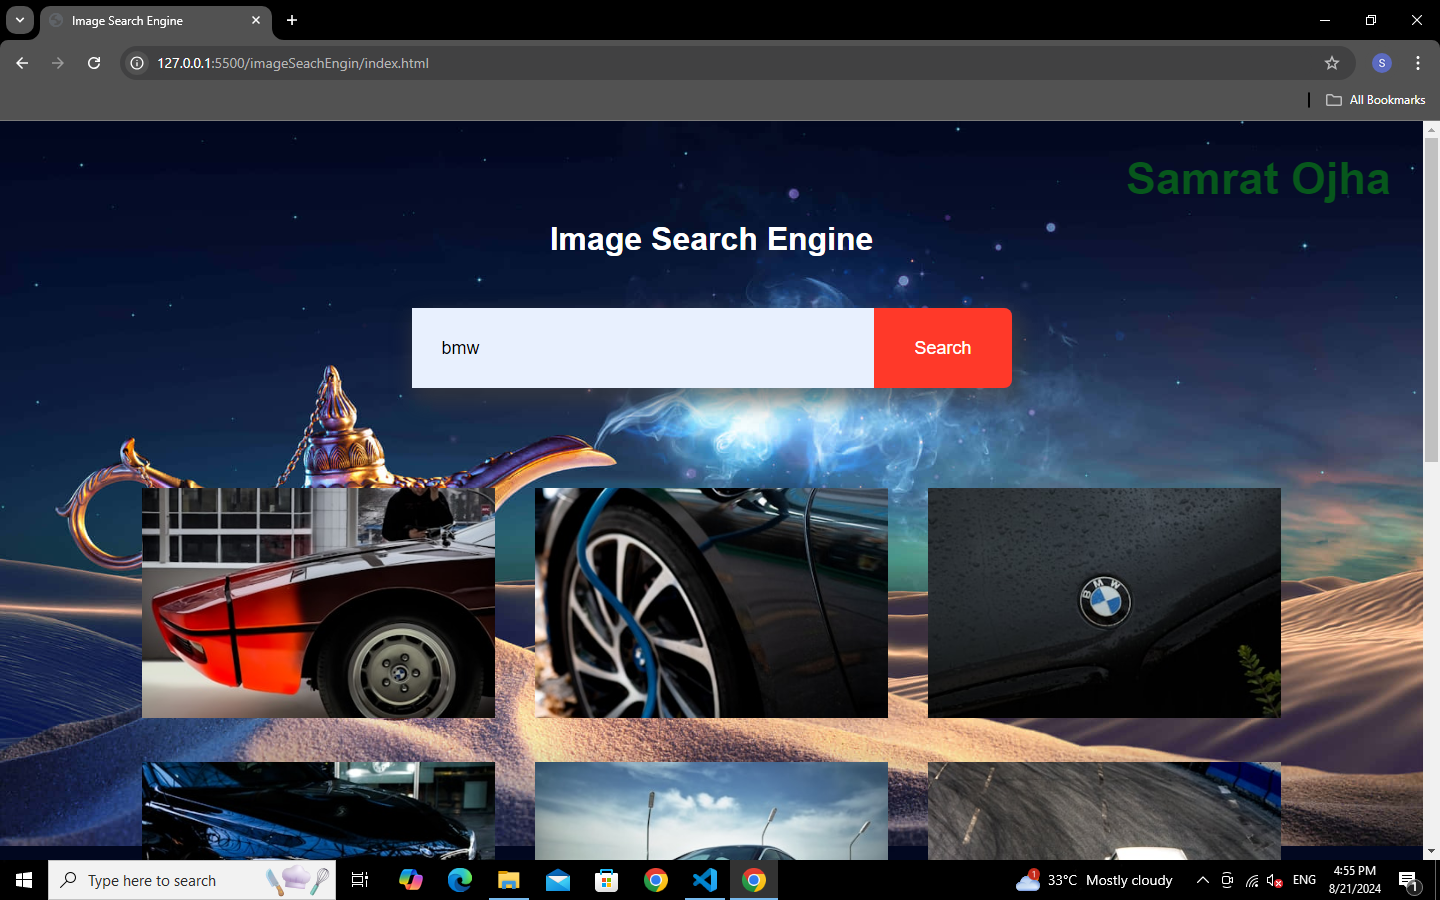 Image Search Engine
127.0.0.1:5500/imageSeachEngin/index.html
S
All Bookmarks
Samrat Ojha
Image Search Engine
bmw
Search
BMW
Type here to search
1
33°C Mostly cloudy
ENG
4:55 PM
8/21/2024
1